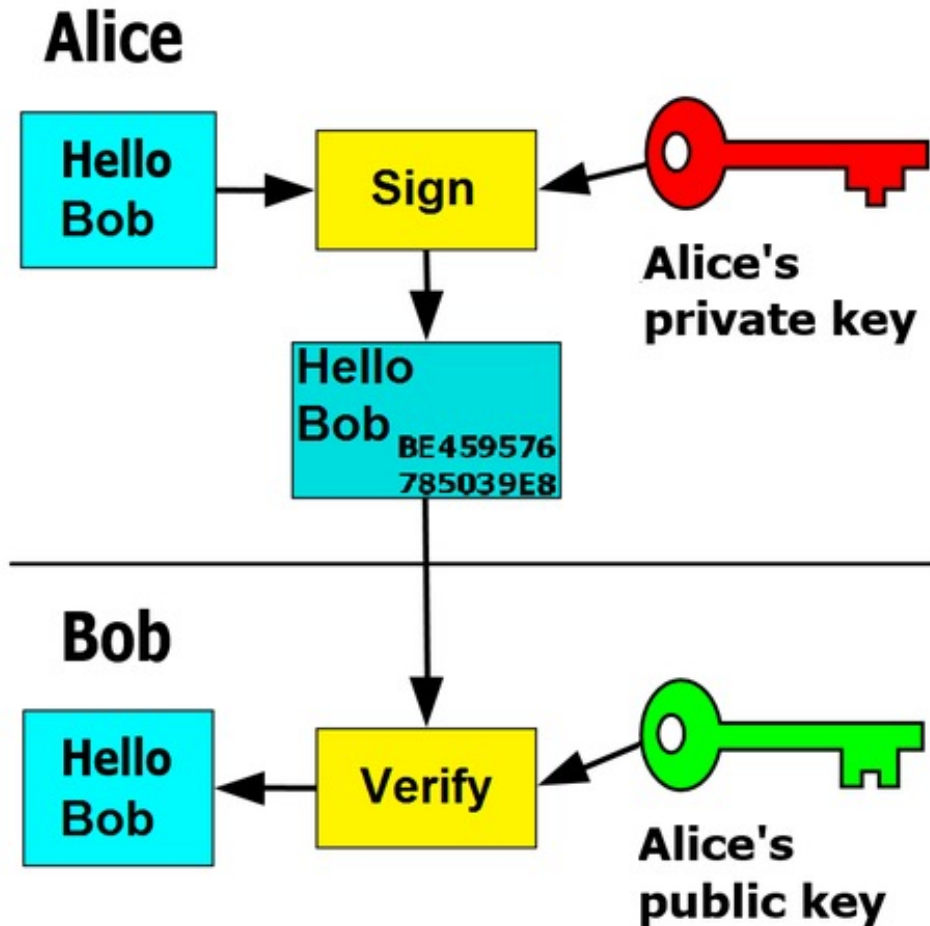 Alice
Hello
Bob
Sign
Alice's
private key
Hello
Bob
BE459576
785039E8
Bob
Hello
Bob
Verify
Alice's
public key